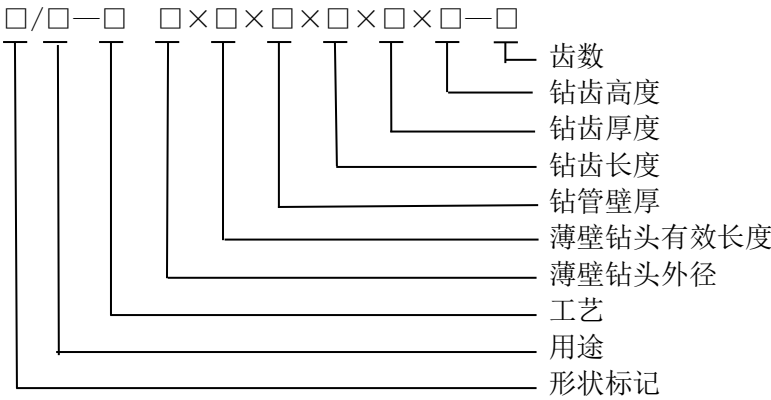 □/□—□ □×□×□×□×□×□—□
齿数
钻齿高度
钻齿厚度
钻齿长度
钻管壁厚
薄壁钻头有效长度
薄壁钻头外径
工艺
用途
形状标记